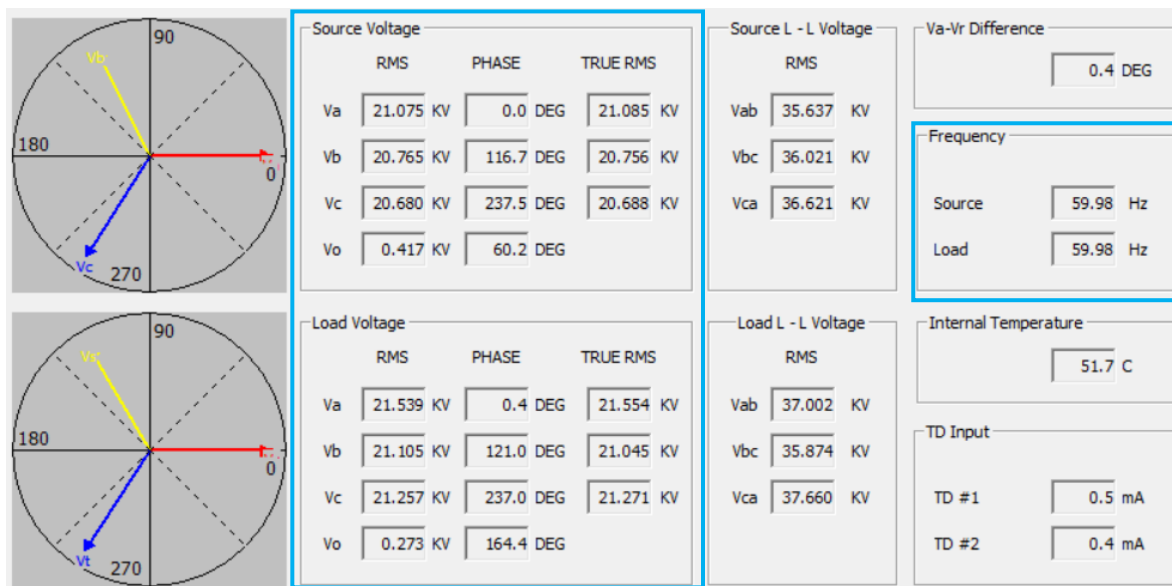 90
Vb
180
0
Vc
270
Source Voltage
RMS PHASE TRUE RMS
Va 21.075 KV 0.0 DEG 21.085 KV
Vb 20.765 KV 116.7 DEG 20.756 KV
Vc 20.680 KV 237.5 DEG 20.688 KV
Vo 0.417 KV 60.2 DEG
Source L - L Voltage
RMS
Vab 35.637 KV
Vbc 36.021 KV
Vca 36.621 KV
Va-Vr Difference
0.4 DEG
Frequency
Source 59.98 Hz
Load 59.98 Hz
90
Vs
180
0
Vt
270
Load Voltage
RMS PHASE TRUE RMS
Va 21.539 KV 0.4 DEG 21.554 KV
Vb 21.105 KV 121.0 DEG 21.045 KV
Vc 21.257 KV 237.0 DEG 21.271 KV
Vo 0.273 KV 164.4 DEG
Load L - L Voltage
RMS
Vab 37.002 KV
Vbc 35.874 KV
Vca 37.660 KV
Internal Temperature
51.7 C
TD Input
TD #1 0.5 mA
TD #2 0.4 mA